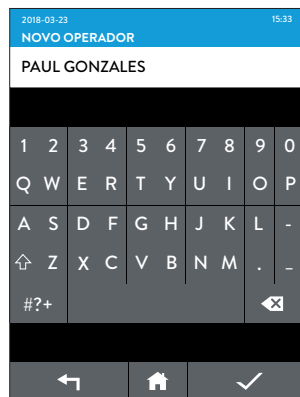 2018-03-23 15:33
NOVO OPERADOR
PAUL GONZALES
1 2 3 4 5 6 7 8 9 0
Q W E R T Y U I O P
A S D F G H J K L -
Z X C V B N M . _
#?+